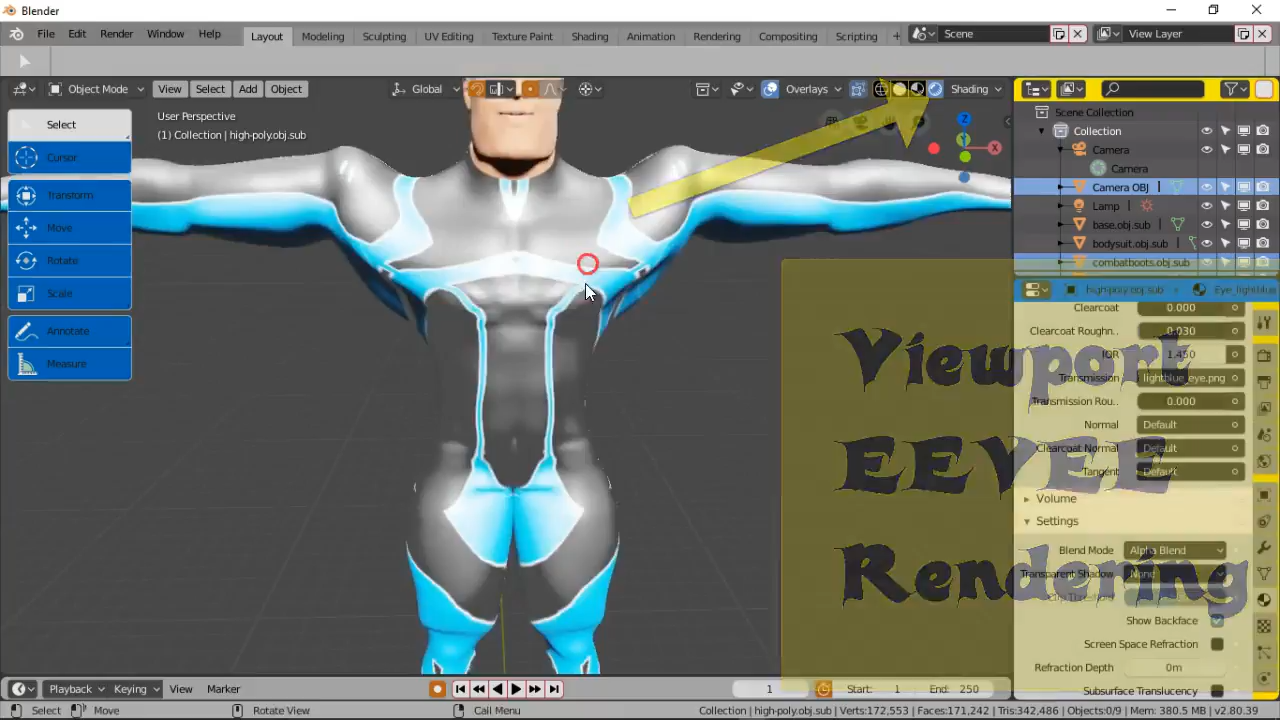 Blender
File Edit Render Window Help
Layout Modeling Sculpting UV Editing Texture Paint Shading Animation Rendering Compositing Scripting + Scene View Layer
Object Mode View Select Add Object Global Overlays Shading
User Perspective
(1) Collection | high-poly.obj.sub
Select
Cursor
Transform
Move
Rotate
Scale
Annotate
Measure
Z
X
Scene Collection
Collection
Camera
Camera
Camera OBJ
Lamp
base.obj.sub
bodysuit.obj.sub
combatboots.obj.sub
high-poly.obj.sub Eye_lightblue
Clearcoat 0.000
Clearcoat Roughn.. 0.030
IOR 1.450
Transmission lightblue_eye.png
Transmission Rou.. 0.000
Normal Default
Clearcoat Normal Default
Tangent Default
Volume
Settings
Blend Mode Alpha Blend
Transparent Shadow None
Clip Threshold
Show Backface
Screen Space Refraction
Refraction Depth 0m
Subsurface Translucency
Viewport
EEVEE
Rendering
Playback Keying View Marker 1 Start: 1 End: 250
Select Move Rotate View Call Menu Collection | high-poly.obj.sub | Verts:172,553 | Faces:171,242 | Tris:342,486 | Objects:0/9 | Mem: 380.5 MB | v2.80.39